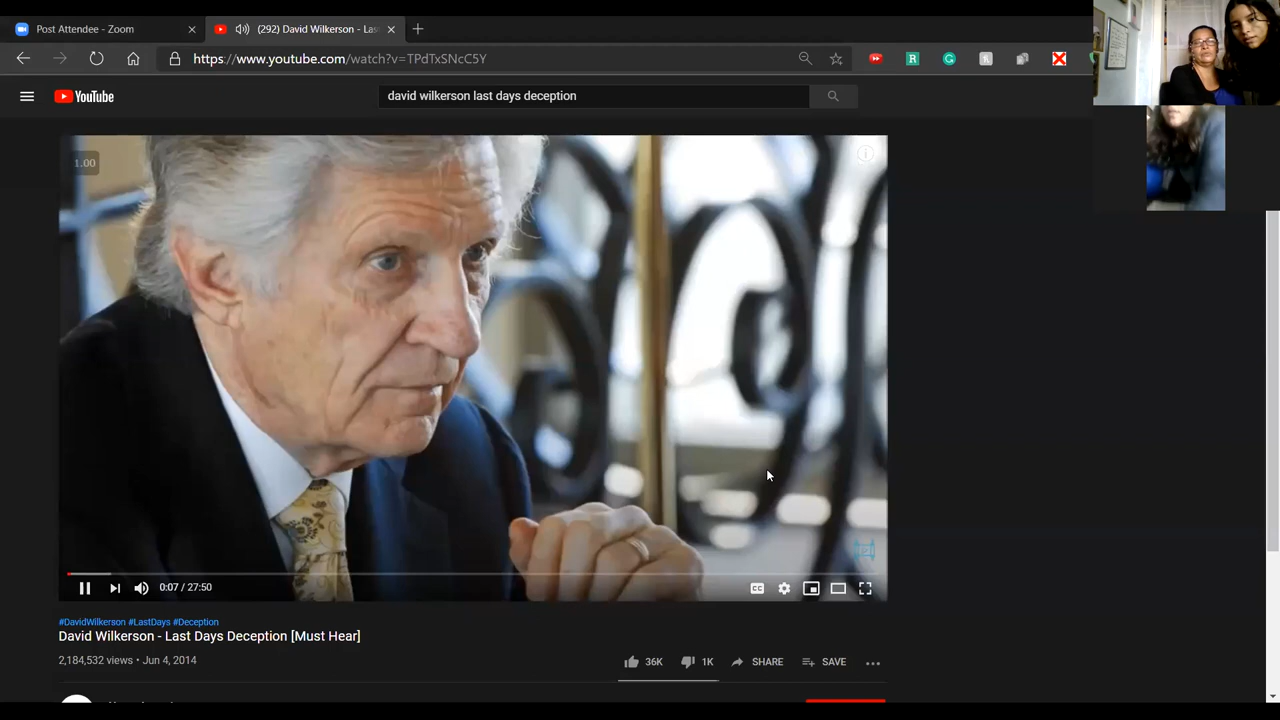 Post Attendee - Zoom
(292) David Wilkerson - Las
https://www.youtube.com/watch?v=TPdTxSNcC5Y
YouTube
david wilkerson last days deception
1.00
0:07 / 27:50
#DavidWilkerson #LastDays #Deception
David Wilkerson - Last Days Deception [Must Hear]
2,184,532 views • Jun 4, 2014
36K
1K
SHARE
SAVE